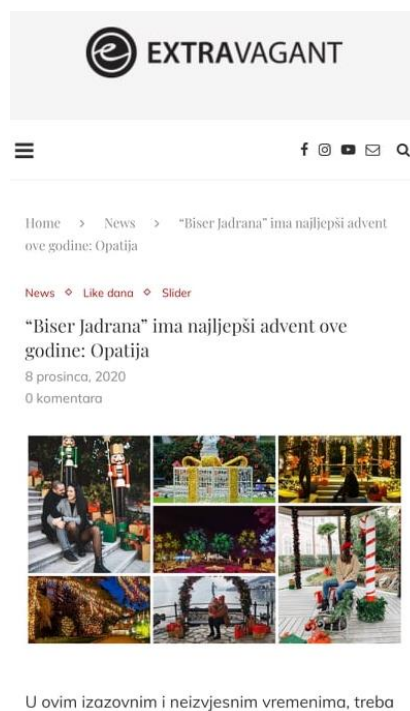 EXTRAVAGANT
Home > News > “Biser Jadrana” ima najljepši advent
ove godine: Opatija
News ◇ Like dana ◇ Slider
“Biser Jadrana” ima najljepši advent ove
godine: Opatija
8 prosinca, 2020
0 komentara
U ovim izazovnim i neizvjesnim vremenima, treba